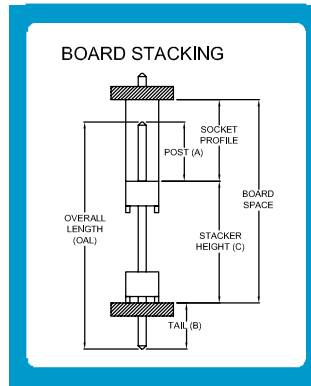 BOARD STACKING
SOCKET
PROFILE
POST (A)
BOARD
SPACE
OVERALL
LENGTH
(OAL)
STACKER
HEIGHT (C)
TAIL (B)